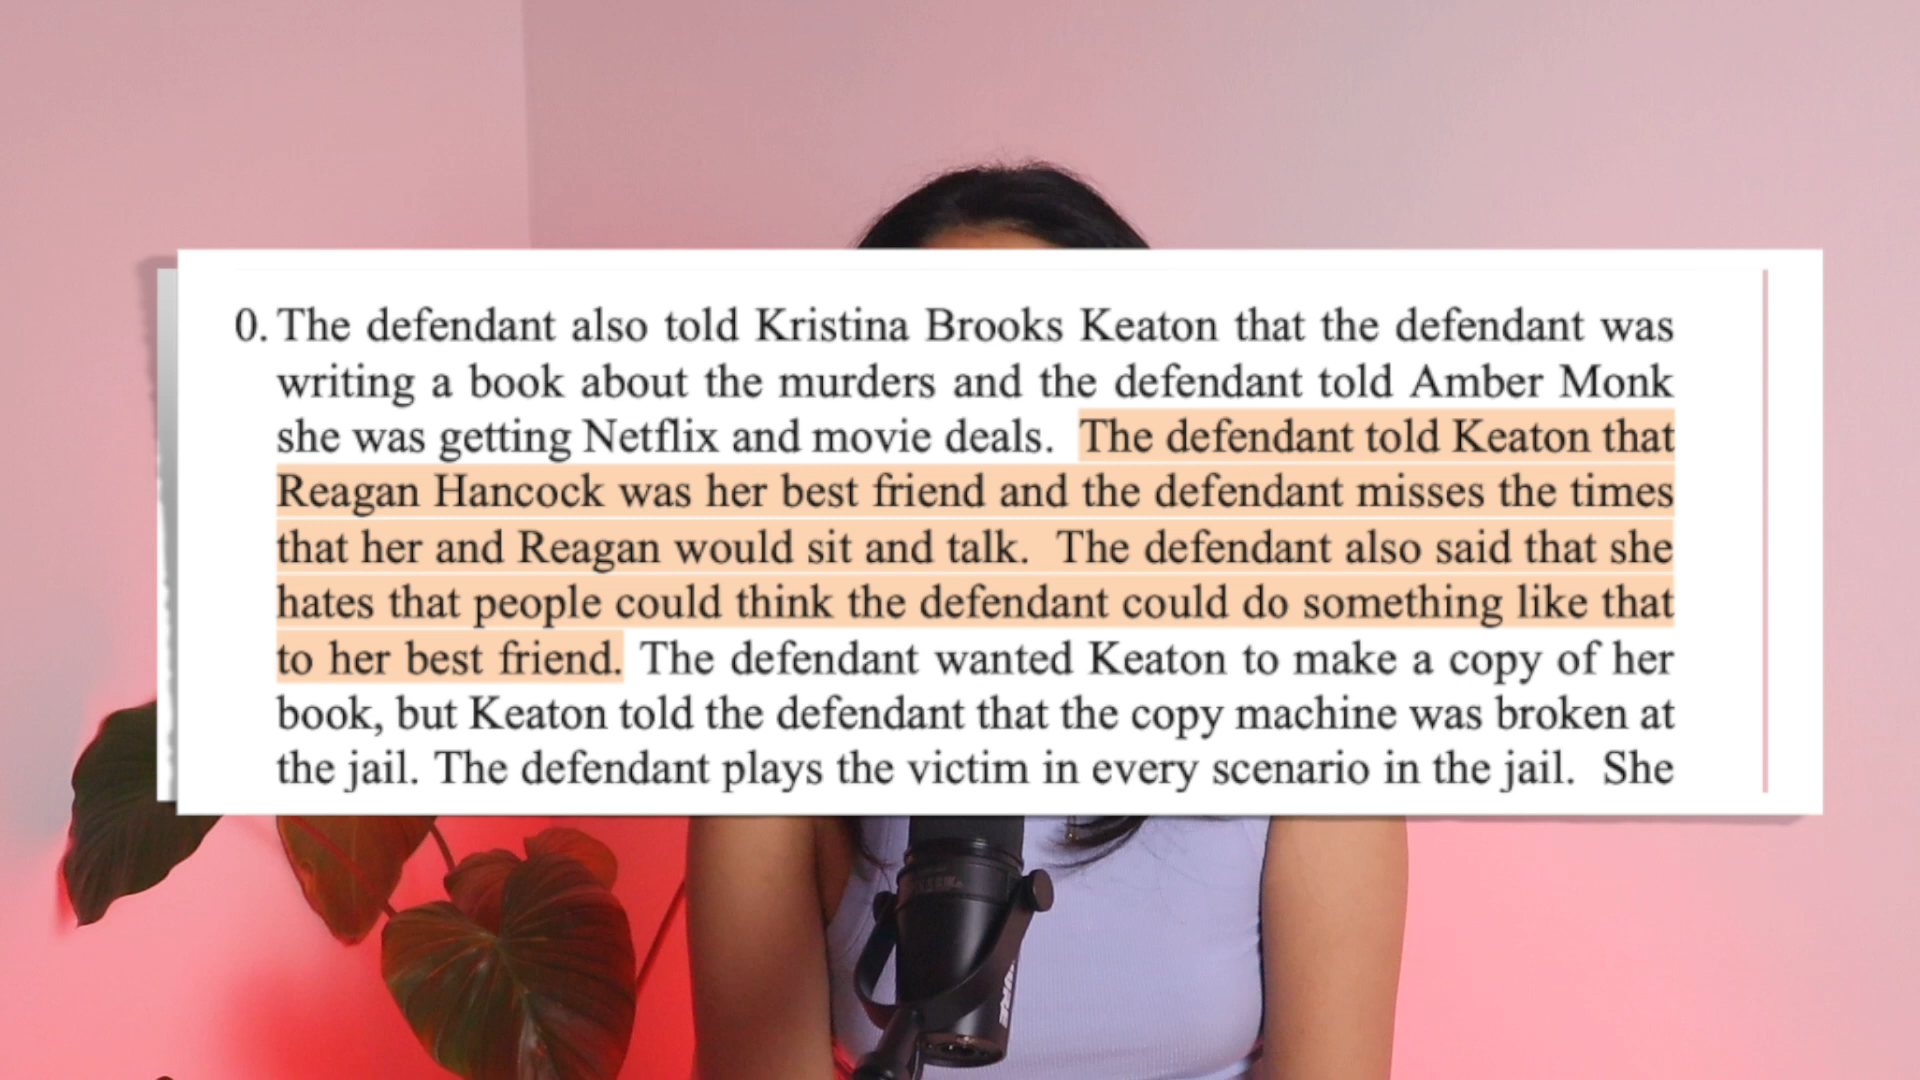 0. The defendant also told Kristina Brooks Keaton that the defendant was
writing a book about the murders and the defendant told Amber Monk
she was getting Netflix and movie deals. The defendant told Keaton that
Reagan Hancock was her best friend and the defendant misses the times
that her and Reagan would sit and talk. The defendant also said that she
hates that people could think the defendant could do something like that
to her best friend. The defendant wanted Keaton to make a copy of her
book, but Keaton told the defendant that the copy machine was broken at
the jail. The defendant plays the victim in every scenario in the jail. She